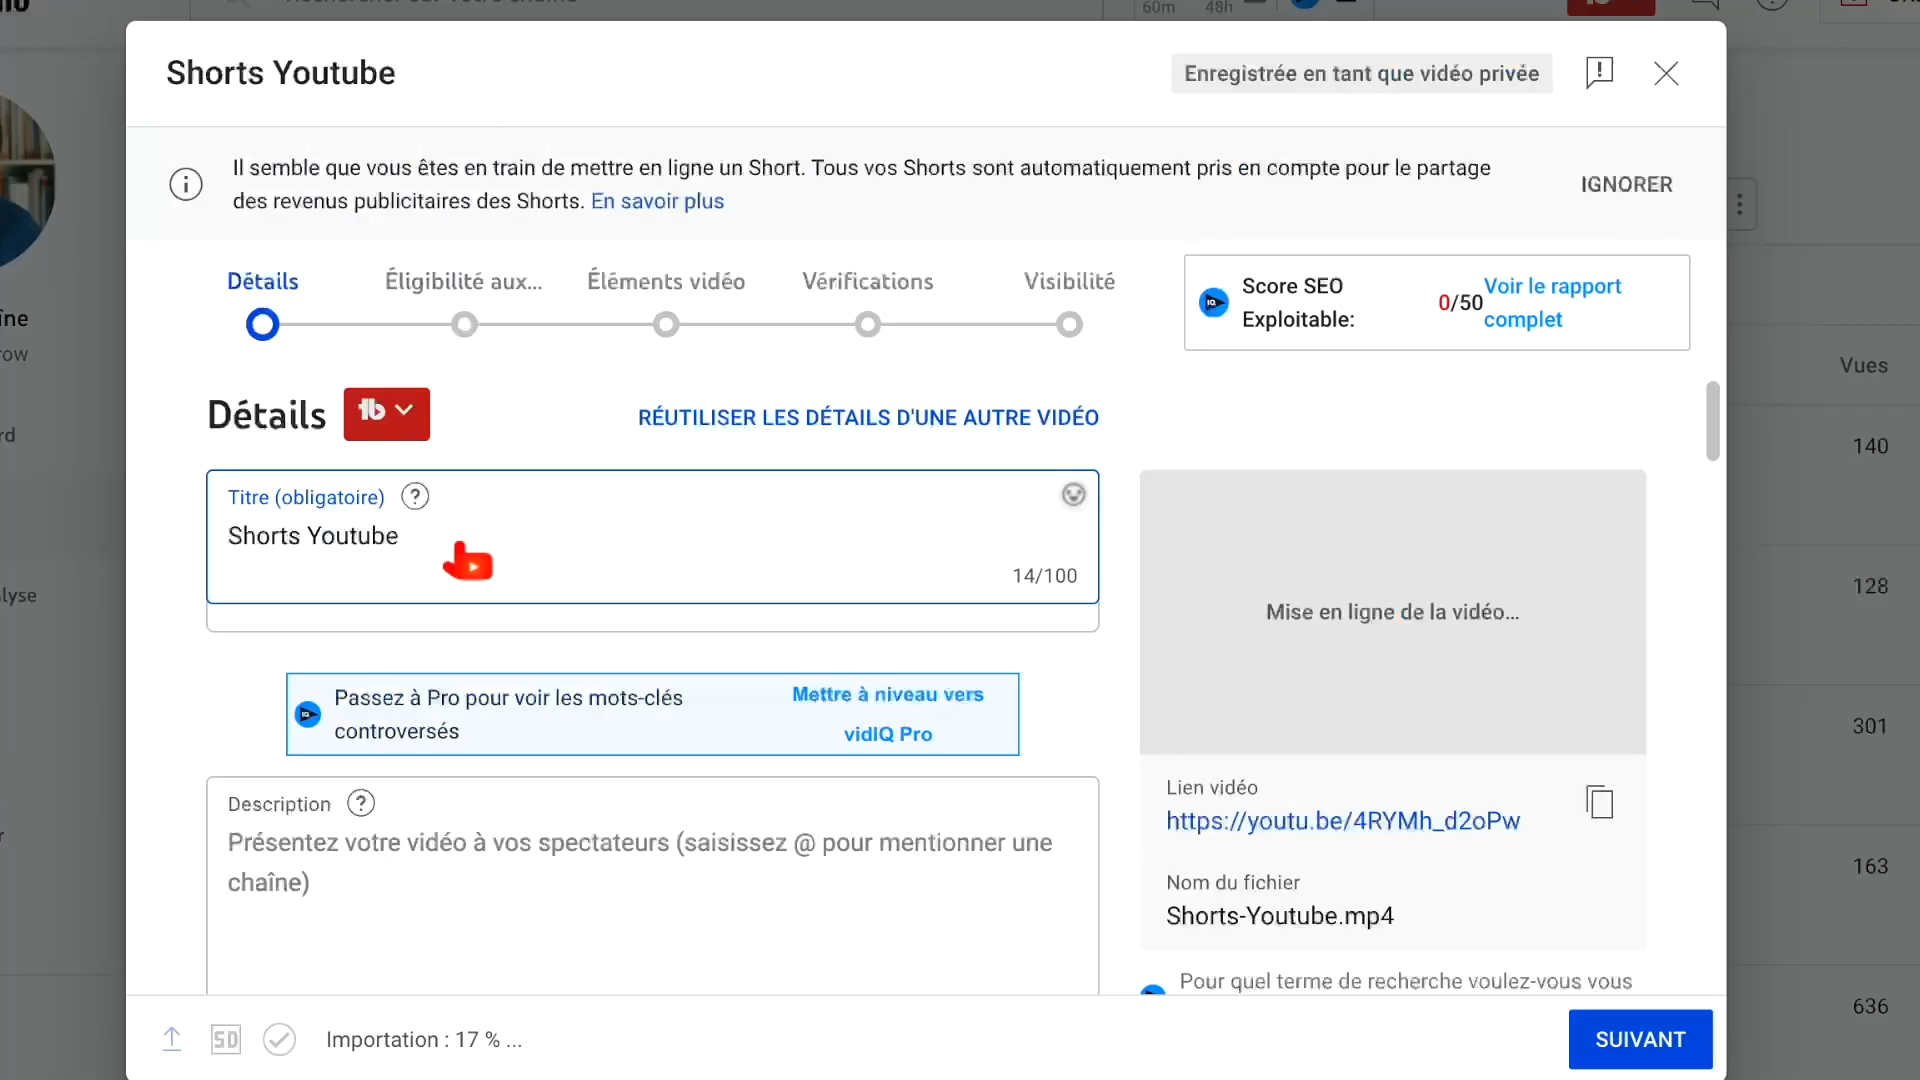 60m
48h
Shorts Youtube
Enregistrée en tant que vidéo privée
Il semble que vous êtes en train de mettre en ligne un Short. Tous vos Shorts sont automatiquement pris en compte pour le partage
des revenus publicitaires des Shorts. En savoir plus
IGNORER
Détails
Éligibilité aux...
Éléments vidéo
Vérifications
Visibilité
Score SEO
Exploitable:
0/50
Voir le rapport
complet
Détails
RÉUTILISER LES DÉTAILS D'UNE AUTRE VIDÉO
Titre (obligatoire)
Shorts Youtube
14/100
Mise en ligne de la vidéo...
Passez à Pro pour voir les mots-clés
controversés
Mettre à niveau vers
vidIQ Pro
Description
Présentez votre vidéo à vos spectateurs (saisissez @ pour mentionner une
chaîne)
Lien vidéo
https://youtu.be/4RYMh_d2oPw
Nom du fichier
Shorts-Youtube.mp4
Pour quel terme de recherche voulez-vous vous
SD
Importation : 17 % ...
SUIVANT
Vues
140
128
301
163
636